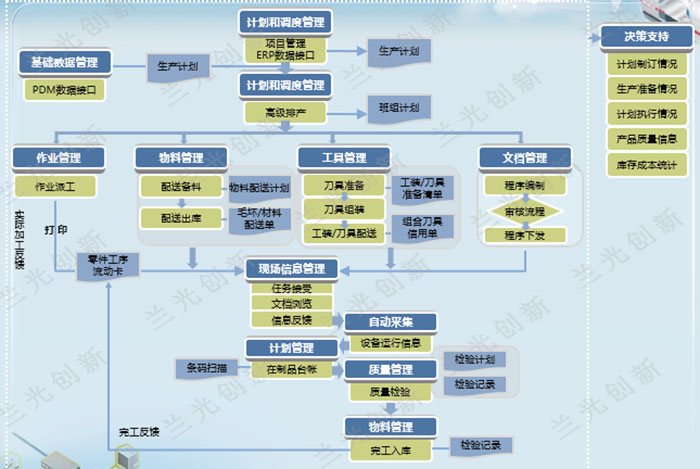 计划和调度管理
项目管理
ERP数据接口
生产计划
基础数据管理
PDM数据接口
生产计划
计划和调度管理
高级排产
班组计划
决策支持
计划制订情况
生产准备情况
计划执行情况
产品质量信息
库存成本统计
作业管理
作业派工
物料管理
配送备料
物料配送计划
配送出库
毛坯/材料
配送单
工具管理
刀具准备
工装/刀具
准备清单
刀具组装
工装/刀具配送
组合刀具
信用单
文档管理
程序编制
审核流程
程序下发
实际加工反馈
打印
零件工序
流动卡
现场信息管理
任务接受
文档浏览
信息反馈
自动采集
设备运行信息
计划管理
在制品台帐
条码扫描
质量管理
质量检验
检验计划
检验记录
物料管理
完工入库
检验记录
完工反馈
兰光创新
兰光创新
兰光创新
兰光创新
兰光创新
兰光创新
兰光创新
兰光创新